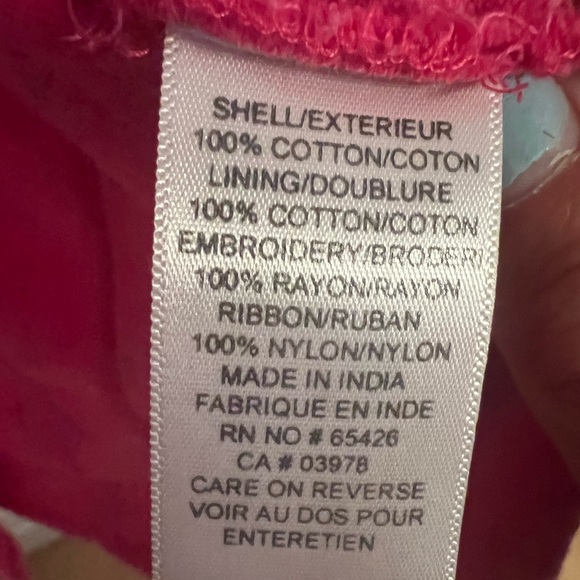 SHELL/EXTERIEUR
100% COTTON/COTON
LINING/DOUBLURE
100% COTTON/COTON
EMBROIDERY/BRODERI
100% RAYON/RAYON
RIBBON/RUBAN
100% NYLON/NYLON
MADE IN INDIA
FABRIQUE EN INDE
RN NO # 65426
CA # 03978
CARE ON REVERSE
VOIR AU DOS POUR
ENTERETIEN